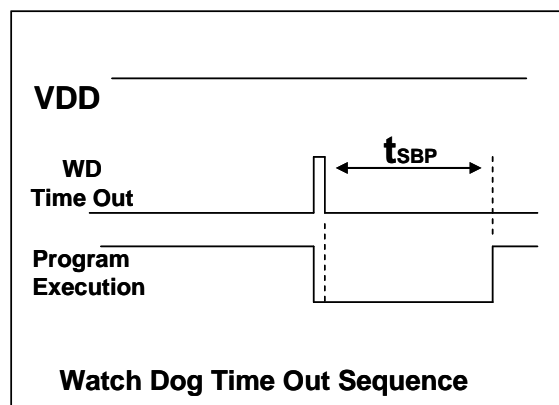 VDD
tSBP
WD
Time Out
Program
Execution
Watch Dog Time Out Sequence